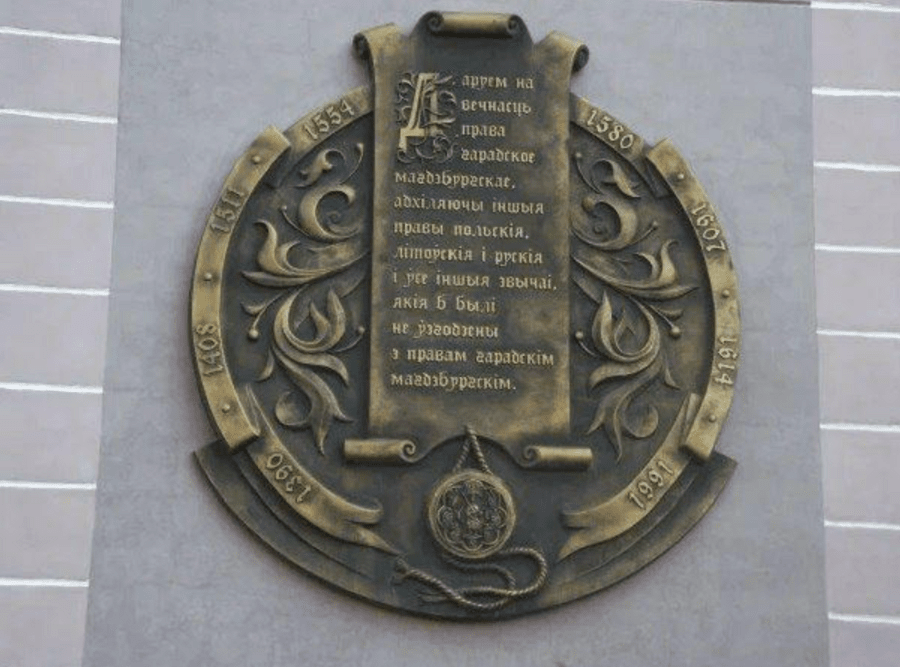 Даруем на
вечнасць
права
гарадское
магдэбургскае,
адхіляючы іншыя
правы польскія,
літоўскія і рускія
і ўсе іншыя звычаі,
якія б былі
не ўзгодзены
з правам гарадскім
магдэбургскім.
1390
1408
1511
1554
1580
1607
1614
1991